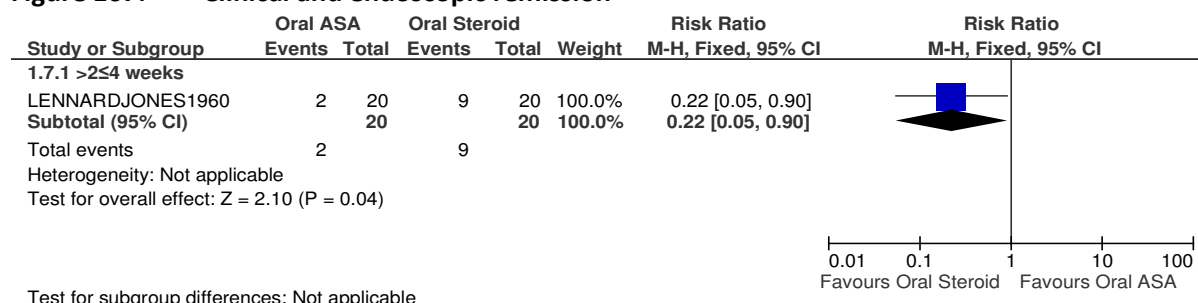 Oral ASA Oral Steroid Risk Ratio Risk Ratio
Study or Subgroup Events Total Events Total Weight M-H, Fixed, 95% CI M-H, Fixed, 95% CI
1.7.1 >2≤4 weeks
LENNARDJONES1960 2 20 9 20 100.0% 0.22 [0.05, 0.90]
Subtotal (95% CI) 20 20 100.0% 0.22 [0.05, 0.90]
Total events 2 9
Heterogeneity: Not applicable
Test for overall effect: Z = 2.10 (P = 0.04)
0.01 0.1 1 10 100
Favours Oral Steroid Favours Oral ASA
Test for subgroup differences: Not applicable